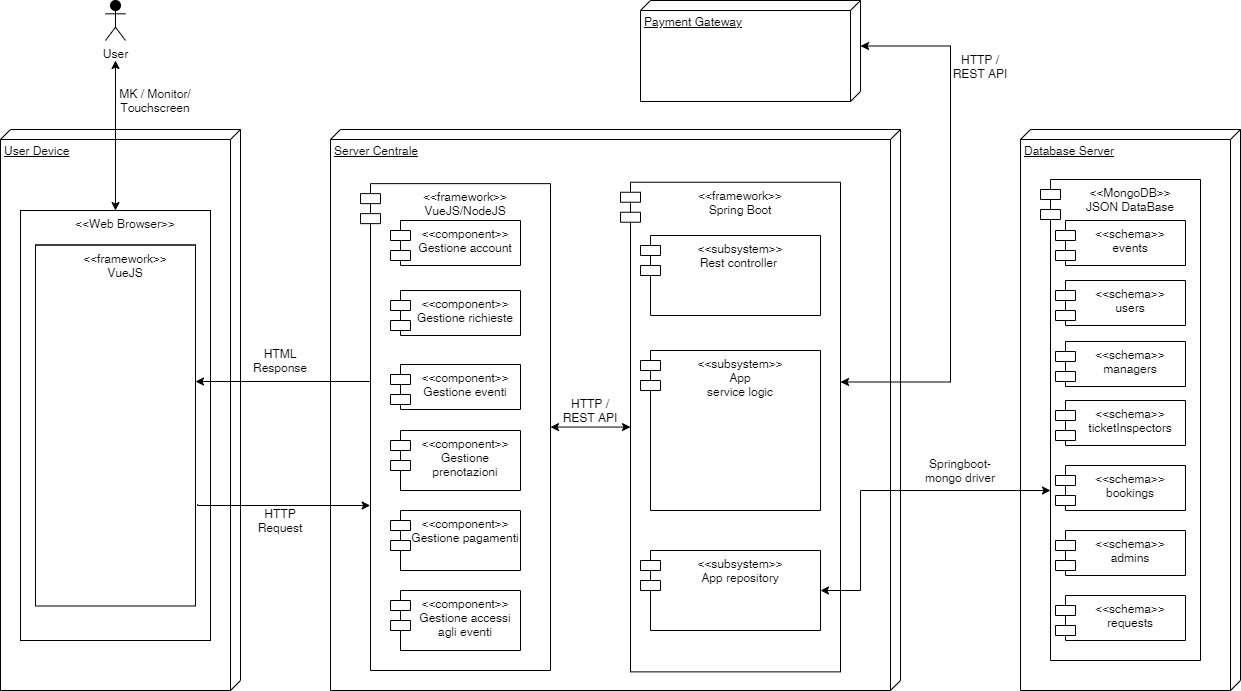 User
MK / Monitor/
Touchscreen
Payment Gateway
HTTP /
REST API
User Device
<<Web Browser>>
<<framework>>
VueJS
HTML
Response
HTTP
Request
Server Centrale
<<framework>>
VueJS/NodeJS
<<component>>
Gestione account
<<component>>
Gestione richieste
<<component>>
Gestione eventi
<<component>>
Gestione
prenotazioni
<<component>>
Gestione pagamenti
<<component>>
Gestione accessi
agli eventi
HTTP /
REST API
<<framework>>
Spring Boot
<<subsystem>>
Rest controller
<<subsystem>>
App
service logic
<<subsystem>>
App repository
Springboot-
mongo driver
Database Server
<<MongoDB>>
JSON DataBase
<<schema>>
events
<<schema>>
users
<<schema>>
managers
<<schema>>
ticketInspectors
<<schema>>
bookings
<<schema>>
admins
<<schema>>
requests